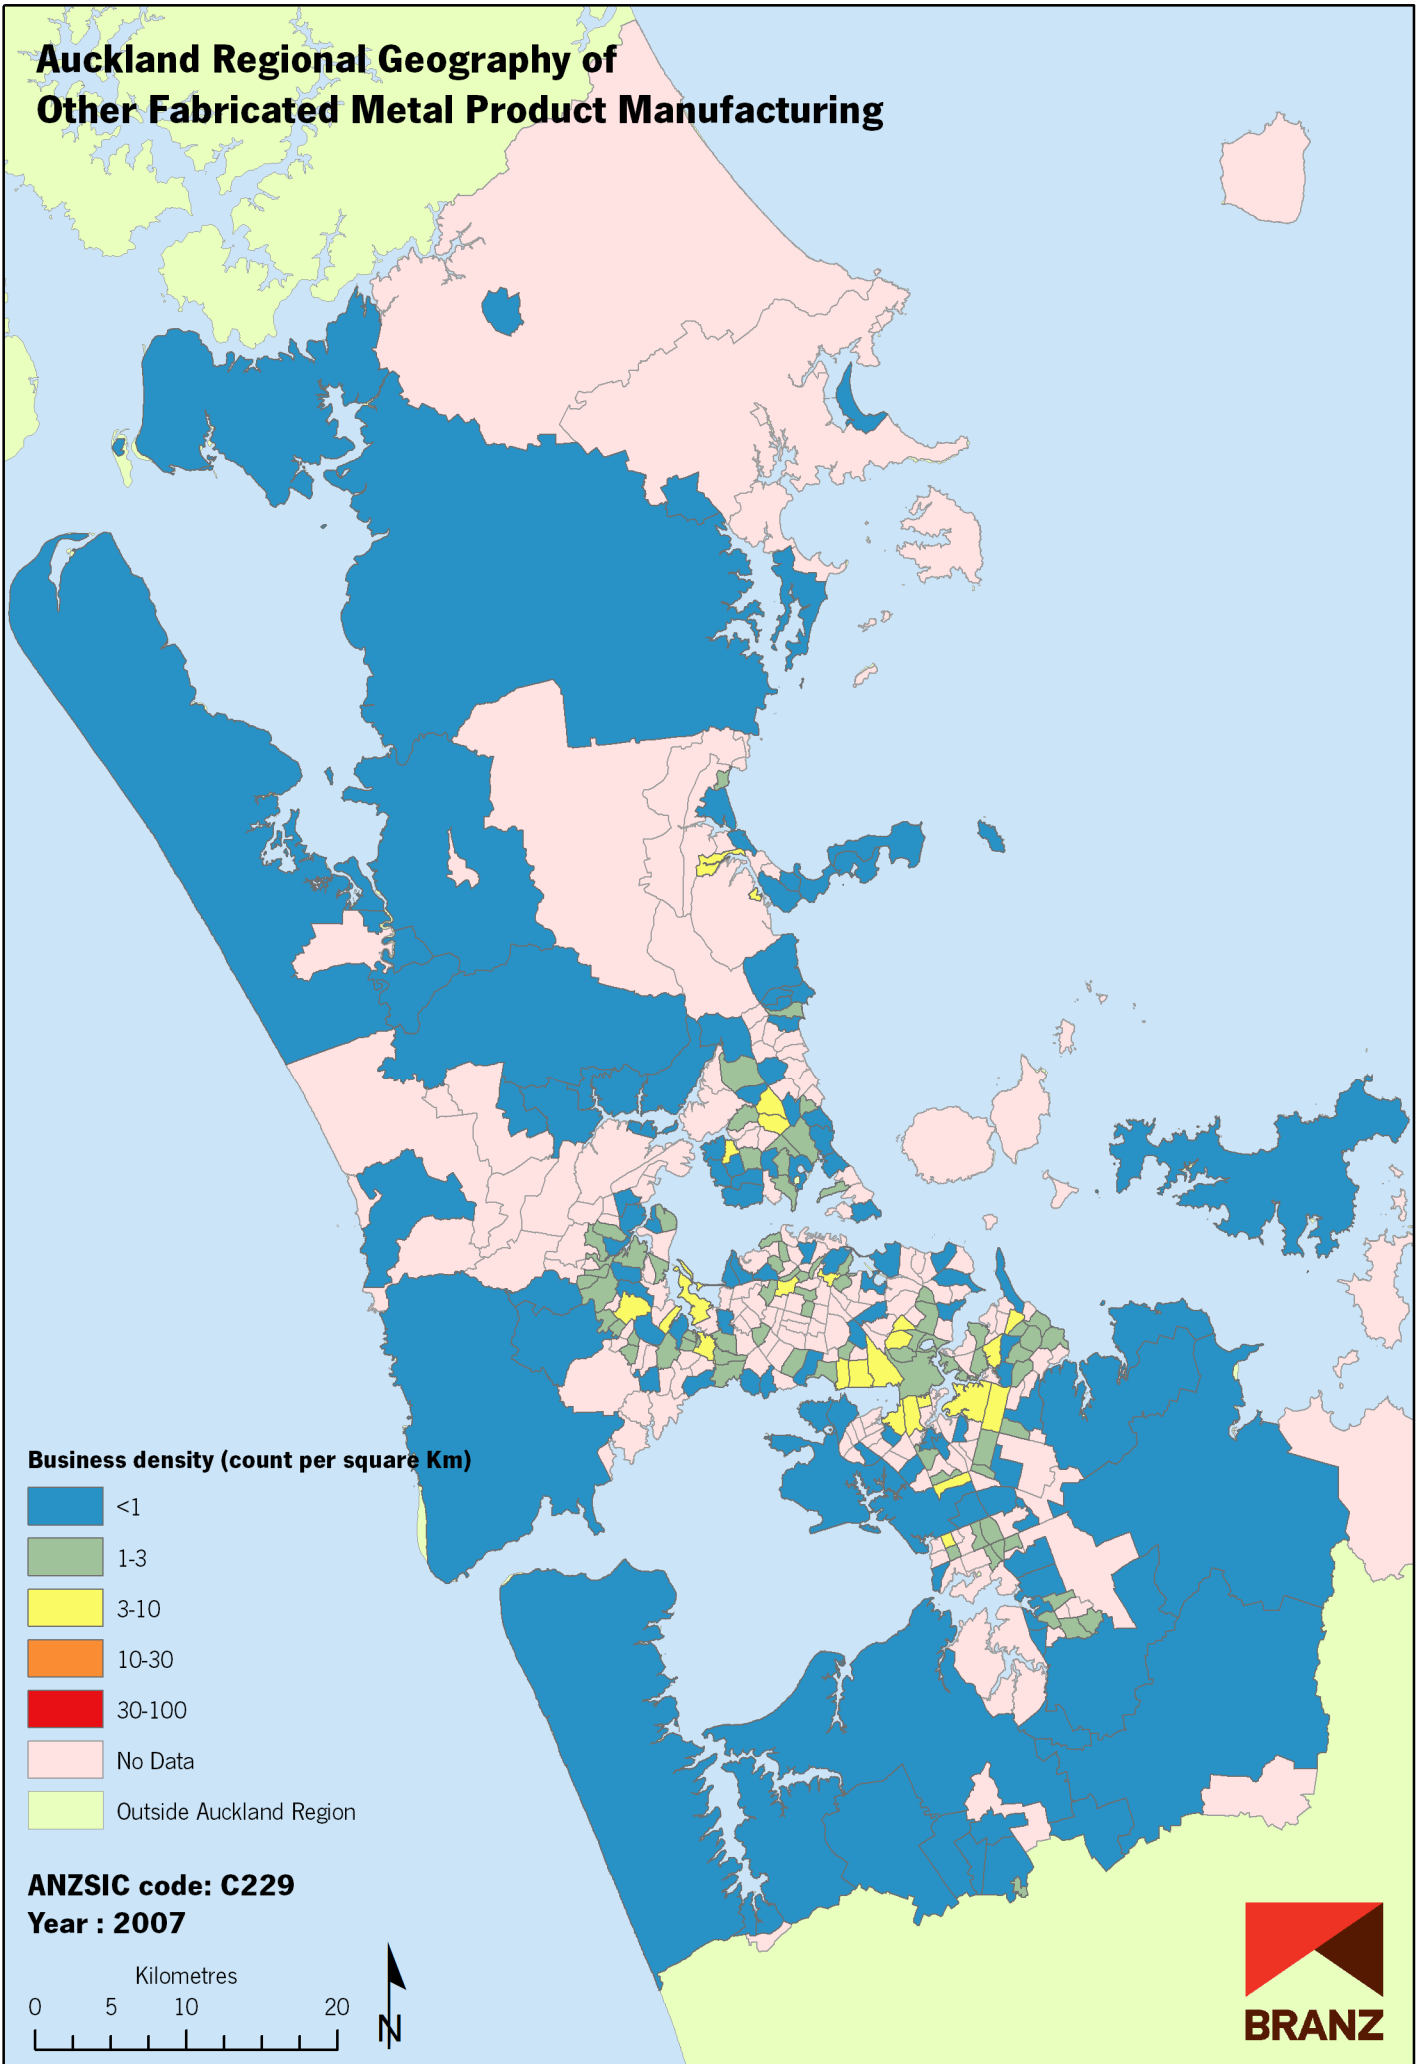 Auckland Regional Geography of
Other Fabricated Metal Product Manufacturing
Business density (count per square Km)
<1
1-3
3-10
10-30
30-100
No Data
Outside Auckland Region
ANZSIC code: C229
Year : 2007
Kilometres
0 5 10 20
N
BRANZ